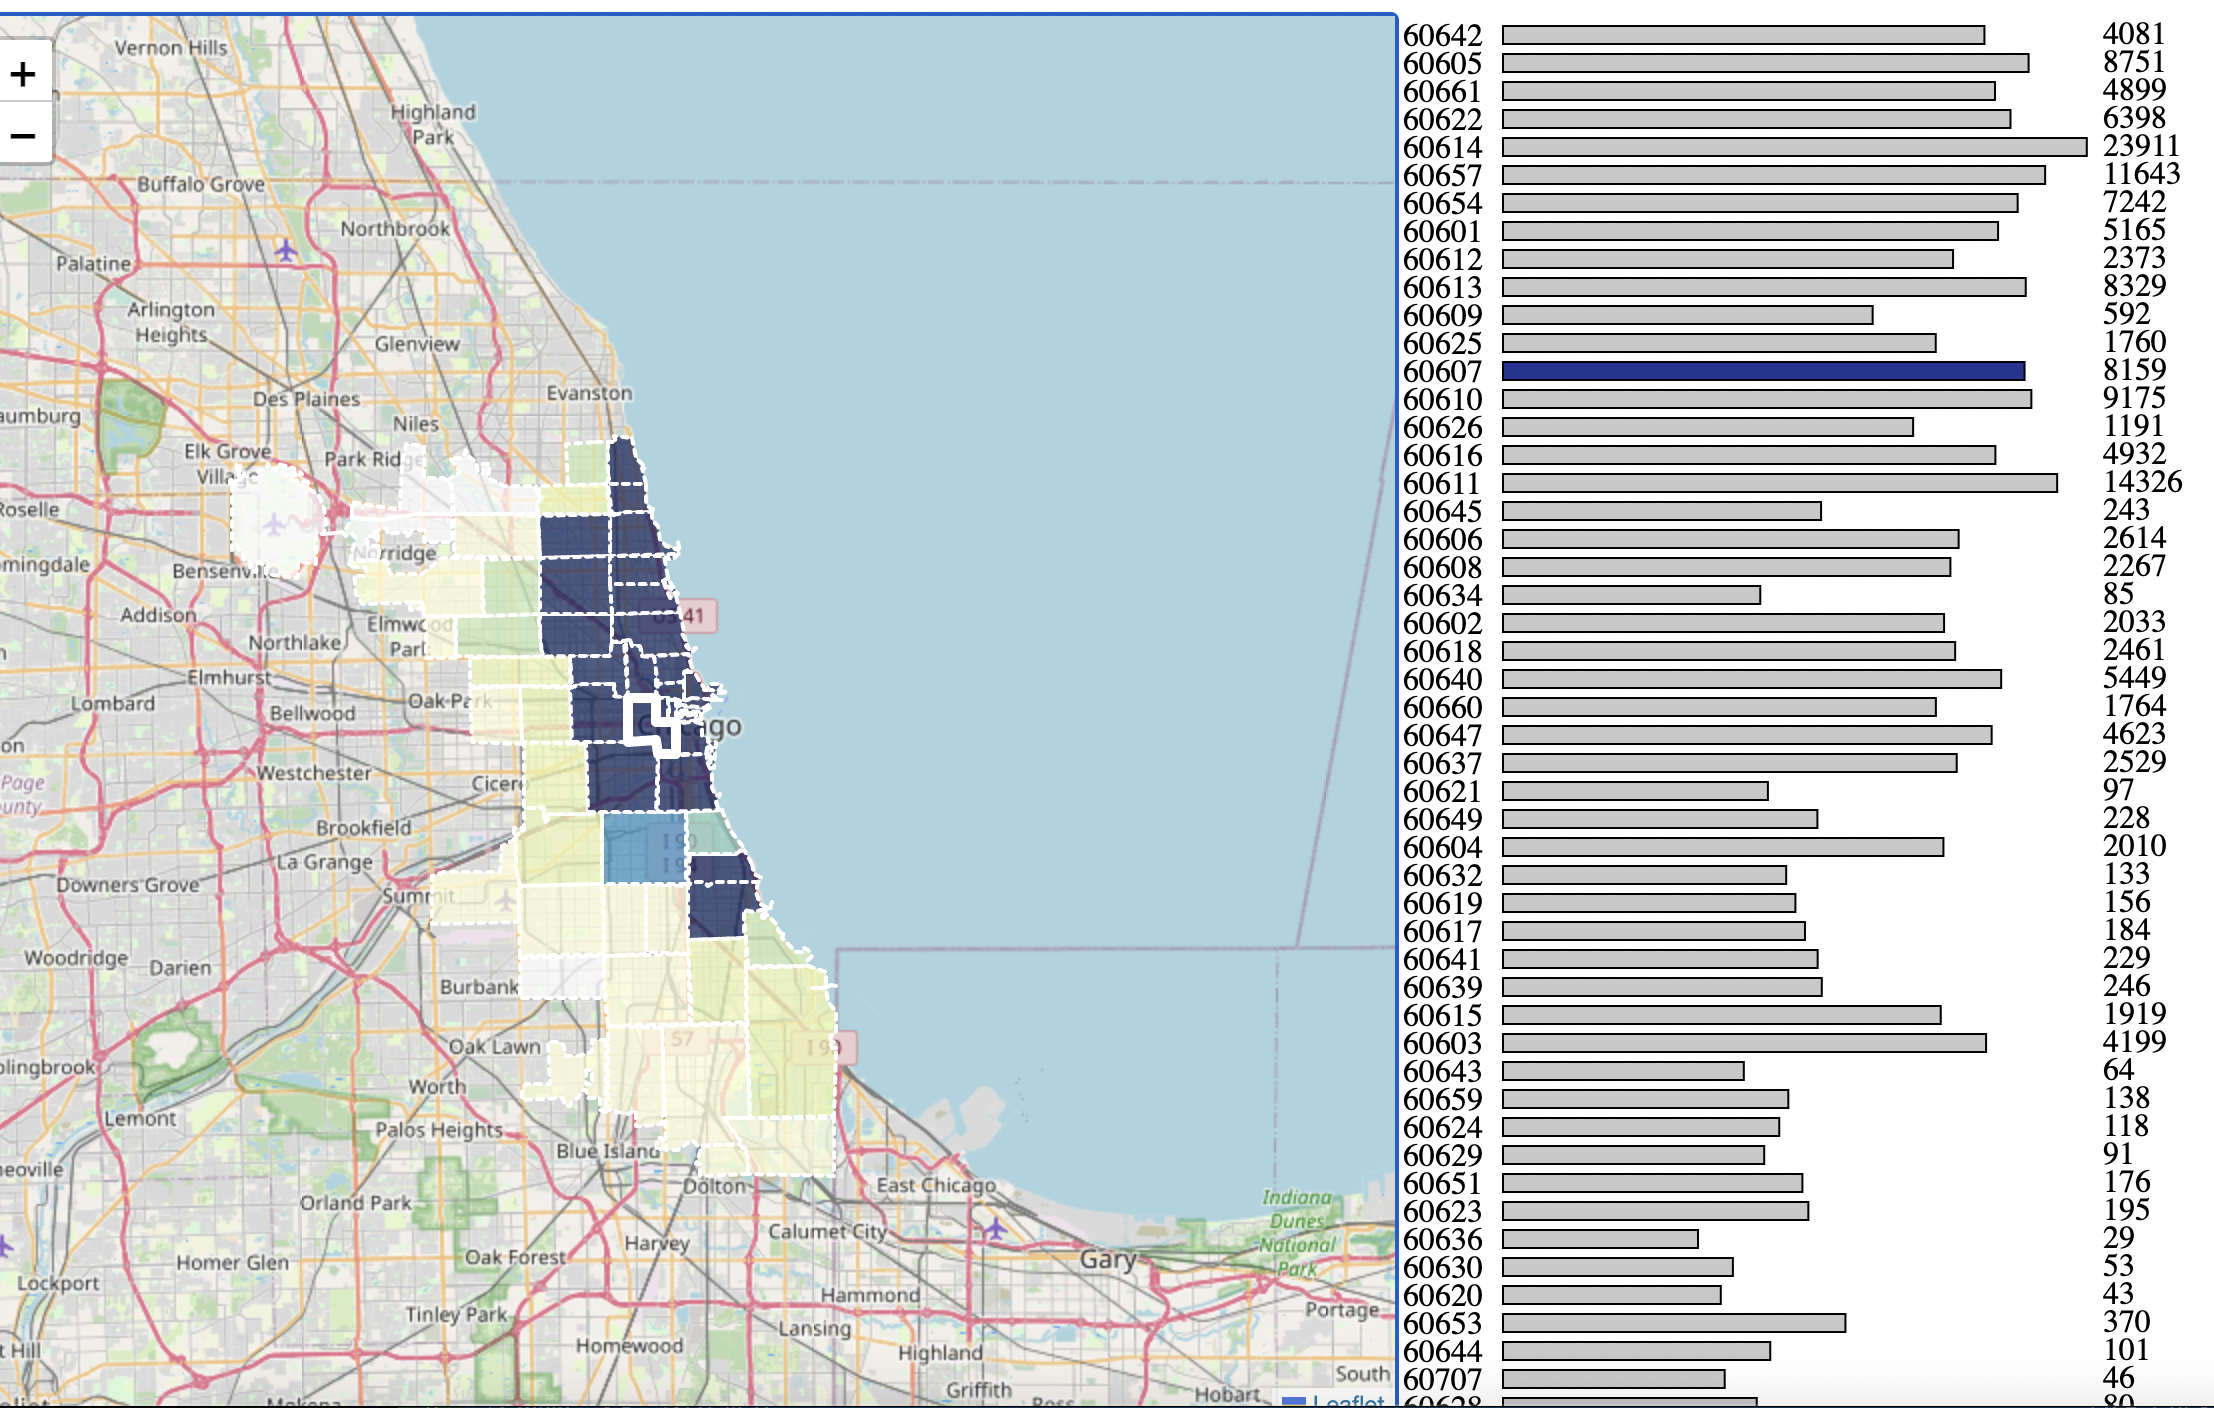 Vernon Hills
+
−
Highland
Park
Buffalo Grove
Northbrook
Palatine
Arlington
Heights
Glenview
Evanston
Des Plaines
aumburg
Niles
Elk Grove
Village
Park Ridge
Roselle
Norridge
mingdale
Bensenville
Addison
US 41
Elmwood
Park
Northlake
Elmhurst
Lombard
Oak Park
Bellwood
Chicago
on
Westchester
Cicero
Page
ounty
Brookfield
I 90
La Grange
Downers Grove
Summit
Woodridge
Darien
Burbank
57
I 90
Oak Lawn
olingbrook
Worth
Lemont
Palos Heights
Blue Island
neoville
Dolton
East Chicago
Orland Park
Indiana
Dunes
National
Park
Calumet City
Harvey
Oak Forest
Homer Glen
Gary
Lockport
Hammond
Portage
Tinley Park
Lansing
Homewood
t Hill
Highland
South
Griffith
Hobart
Mokena
Ross
Leaflet
60642 4081
60605 8751
60661 4899
60622 6398
60614 23911
60657 11643
60654 7242
60601 5165
60612 2373
60613 8329
60609 592
60625 1760
60607 8159
60610 9175
60626 1191
60616 4932
60611 14326
60645 243
60606 2614
60608 2267
60634 85
60602 2033
60618 2461
60640 5449
60660 1764
60647 4623
60637 2529
60621 97
60649 228
60604 2010
60632 133
60619 156
60617 184
60641 229
60639 246
60615 1919
60603 4199
60643 64
60659 138
60624 118
60629 91
60651 176
60623 195
60636 29
60630 53
60620 43
60653 370
60644 101
60707 46
60628 80